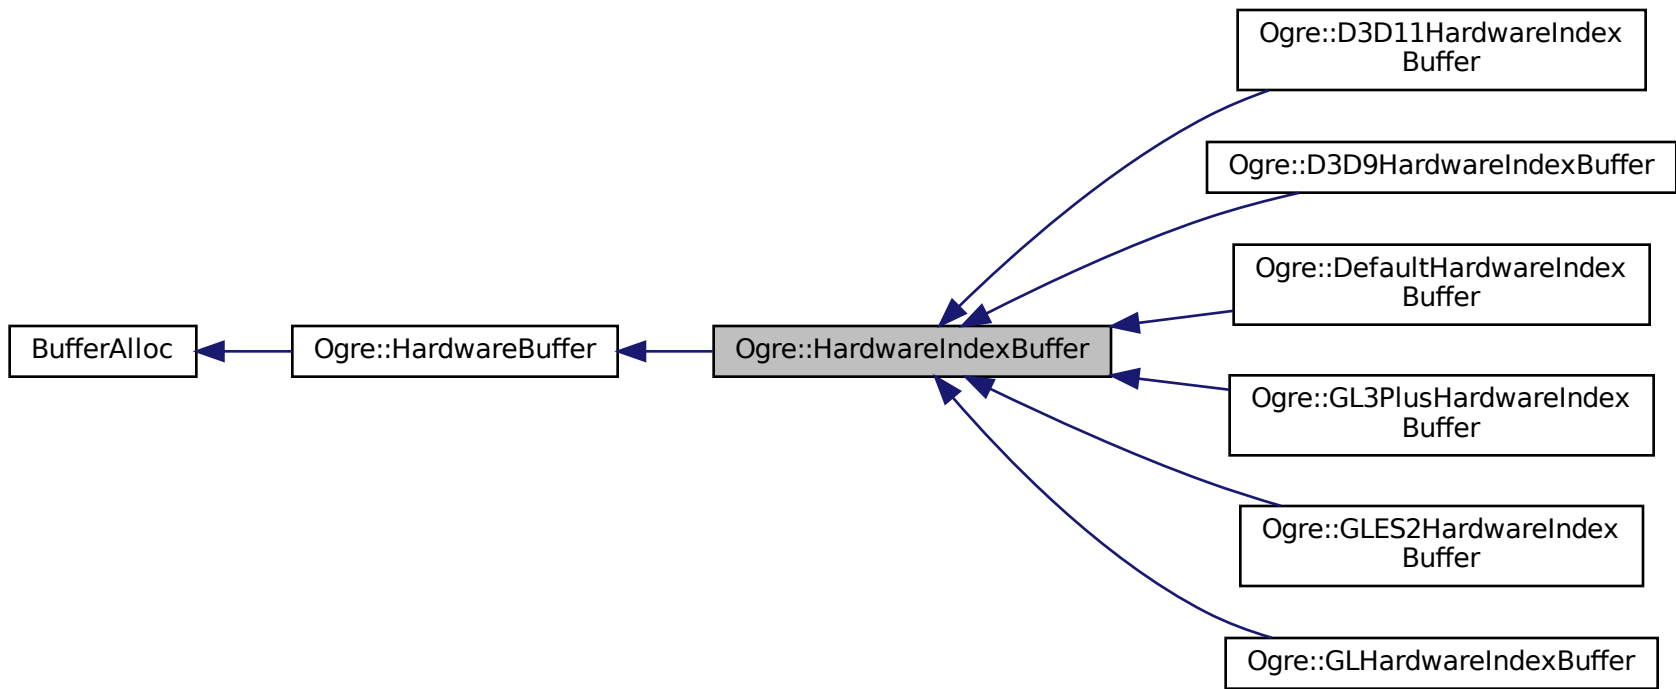 BufferAlloc
Ogre::HardwareBuffer
Ogre::HardwareIndexBuffer
Ogre::D3D11HardwareIndex
Buffer
Ogre::D3D9HardwareIndexBuffer
Ogre::DefaultHardwareIndex
Buffer
Ogre::GL3PlusHardwareIndex
Buffer
Ogre::GLES2HardwareIndex
Buffer
Ogre::GLHardwareIndexBuffer